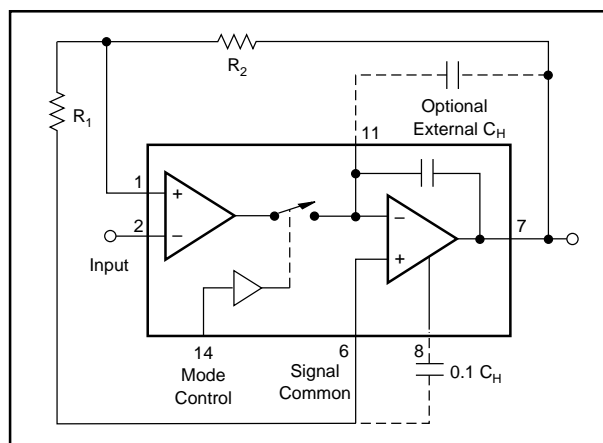 R2
R1
Optional
External CH
11
1
+
2
−
−
+
7
Input
14
Mode
Control
6
Signal
Common
8
0.1 CH